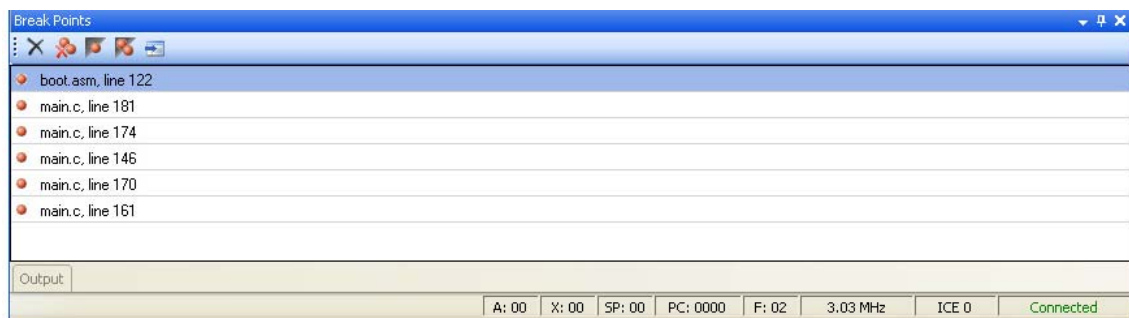 Break Points
boot.asm, line 122
main.c, line 181
main.c, line 174
main.c, line 146
main.c, line 170
main.c, line 161
Output
A: 00 X: 00 SP: 00 PC: 0000 F: 02 3.03 MHz ICE 0 Connected